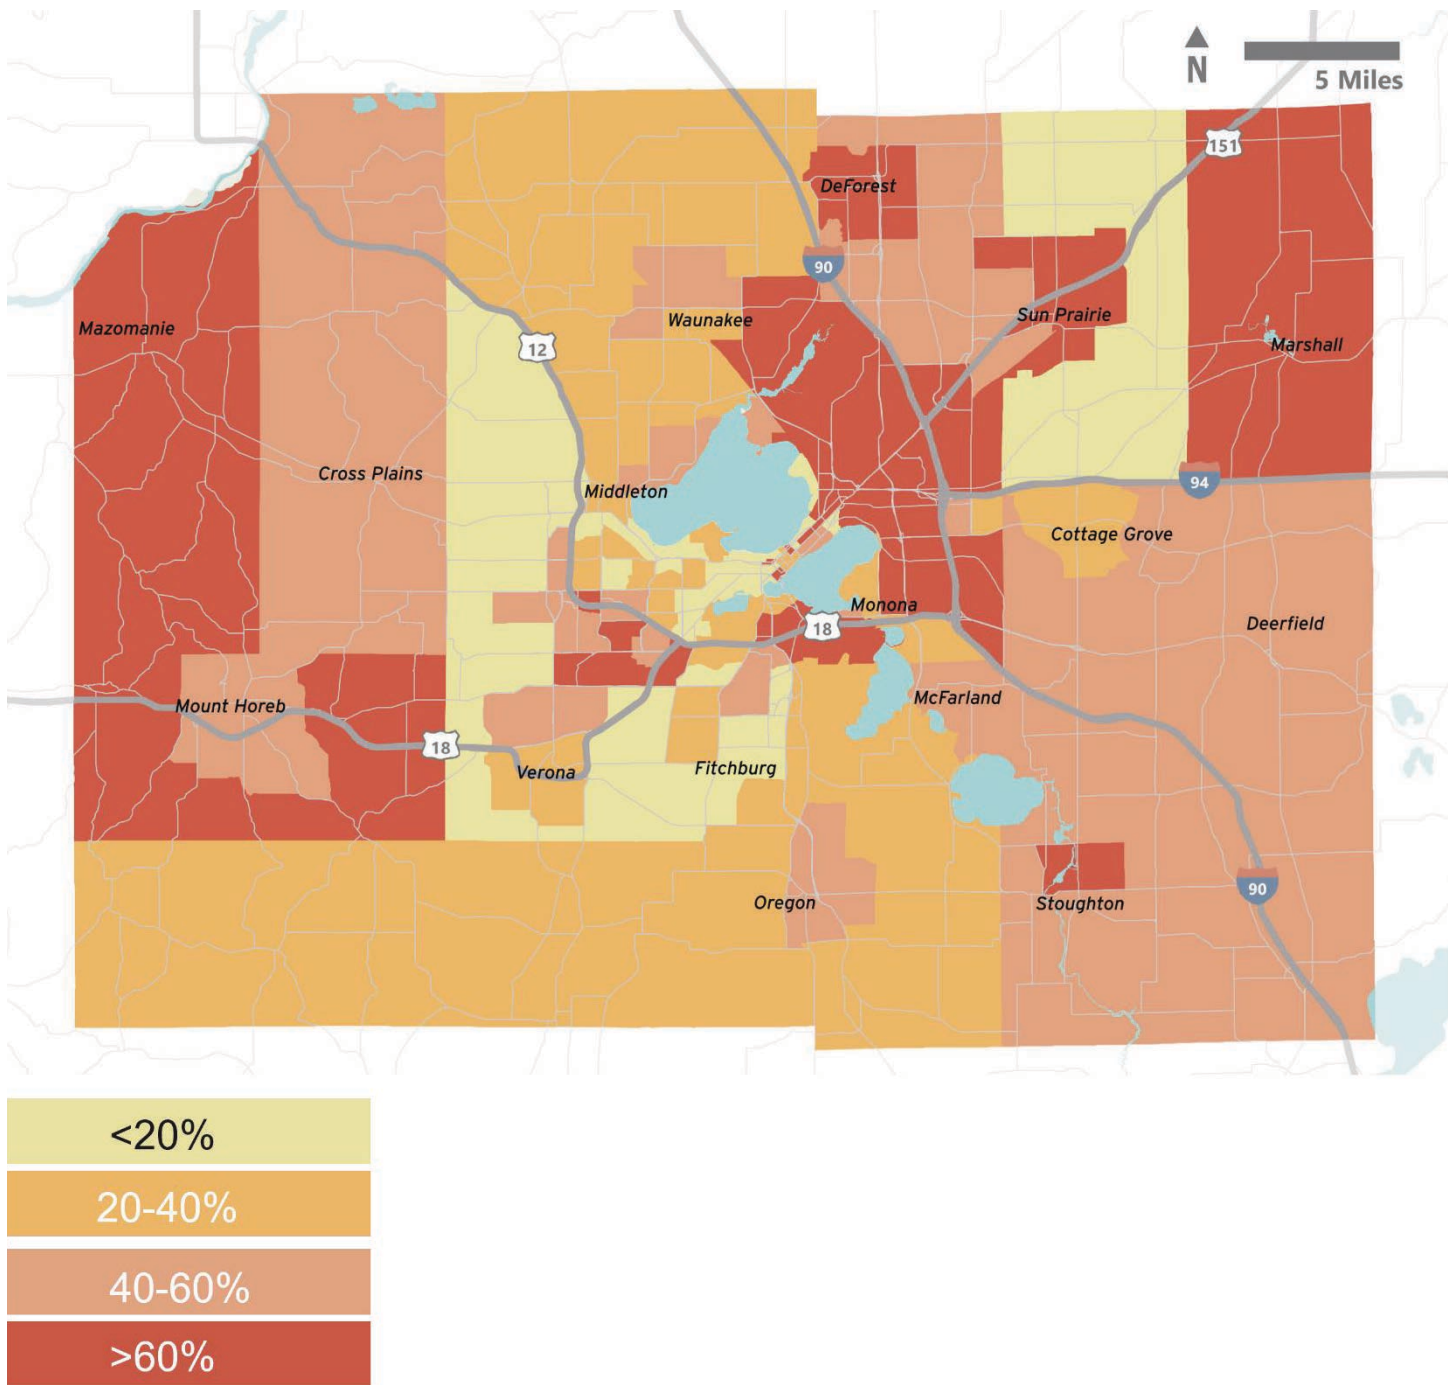 N
5 Miles
151
DeForest
90
Mazomanie
Waunakee
Sun Prairie
12
Marshall
Cross Plains
Middleton
94
Cottage Grove
Monona
18
Deerfield
McFarland
Mount Horeb
18
Verona
Fitchburg
90
Oregon
Stoughton
<20%
20-40%
40-60%
>60%